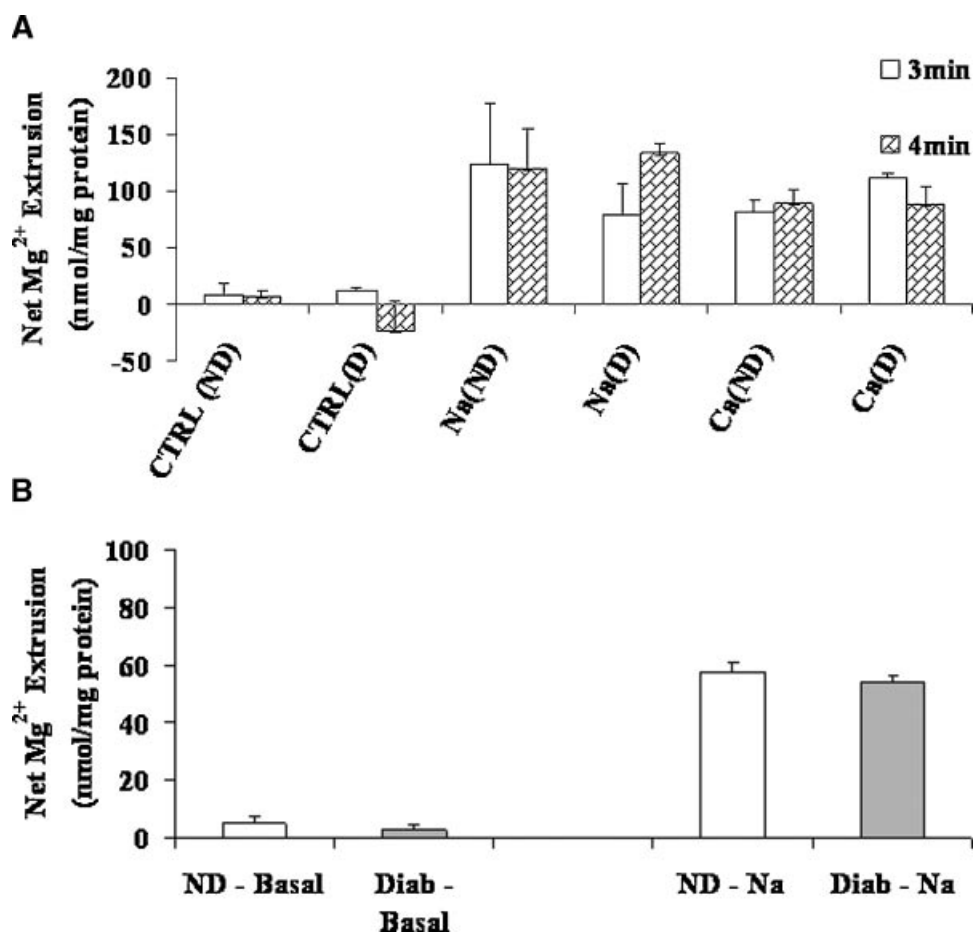 A
Net Mg²⁺ Extrusion
(nmol/mg protein)
200
150
100
50
0
-50
3min
4min
CTRL (ND)
CTRL(D)
Na(ND)
Na(D)
Ca(ND)
Ca(D)
B
Net Mg²⁺ Extrusion
(nmol/mg protein)
100
80
60
40
20
0
ND - Basal
Diab -
Basal
ND - Na
Diab - Na